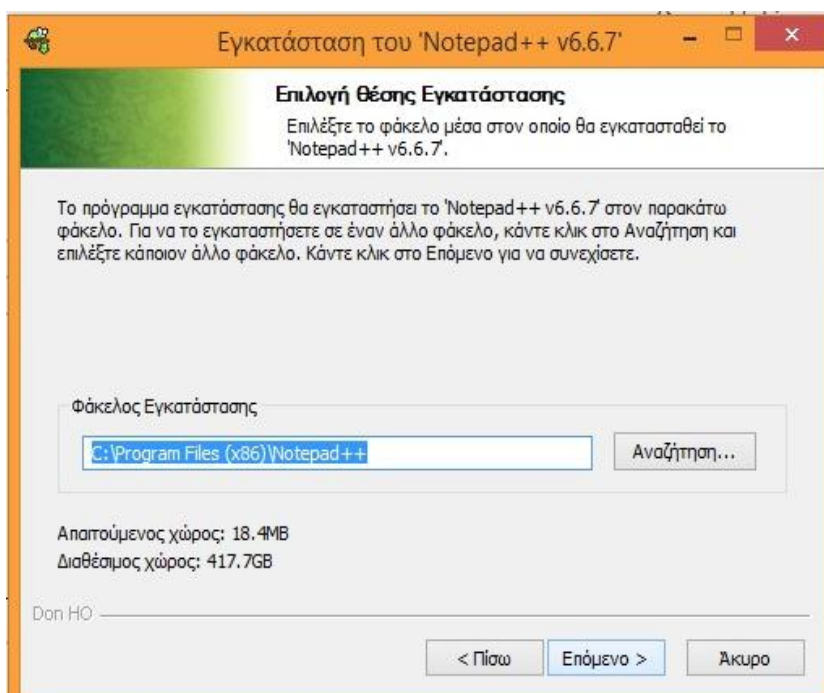 Εγκατάσταση του 'Notepad++ v6.6.7'
Επιλογή Θέσης Εγκατάστασης
Επιλέξτε το φάκελο μέσα στον οποίο θα εγκατασταθεί το
'Notepad++ v6.6.7'.
Το πρόγραμμα εγκατάστασης θα εγκαταστήσει το 'Notepad++ v6.6.7' στον παρακάτω
φάκελο. Για να το εγκαταστήσετε σε έναν άλλο φάκελο, κάντε κλικ στο Αναζήτηση και
επιλέξτε κάποιον άλλο φάκελο. Κάντε κλικ στο Επόμενο για να συνεχίσετε.
Φάκελος Εγκατάστασης
C:\Program Files (x86)\Notepad++
Αναζήτηση...
Απαιτούμενος χώρος: 18.4MB
Διαθέσιμος χώρος: 417.7GB
Don HO
< Πίσω
Επόμενο >
Άκυρο